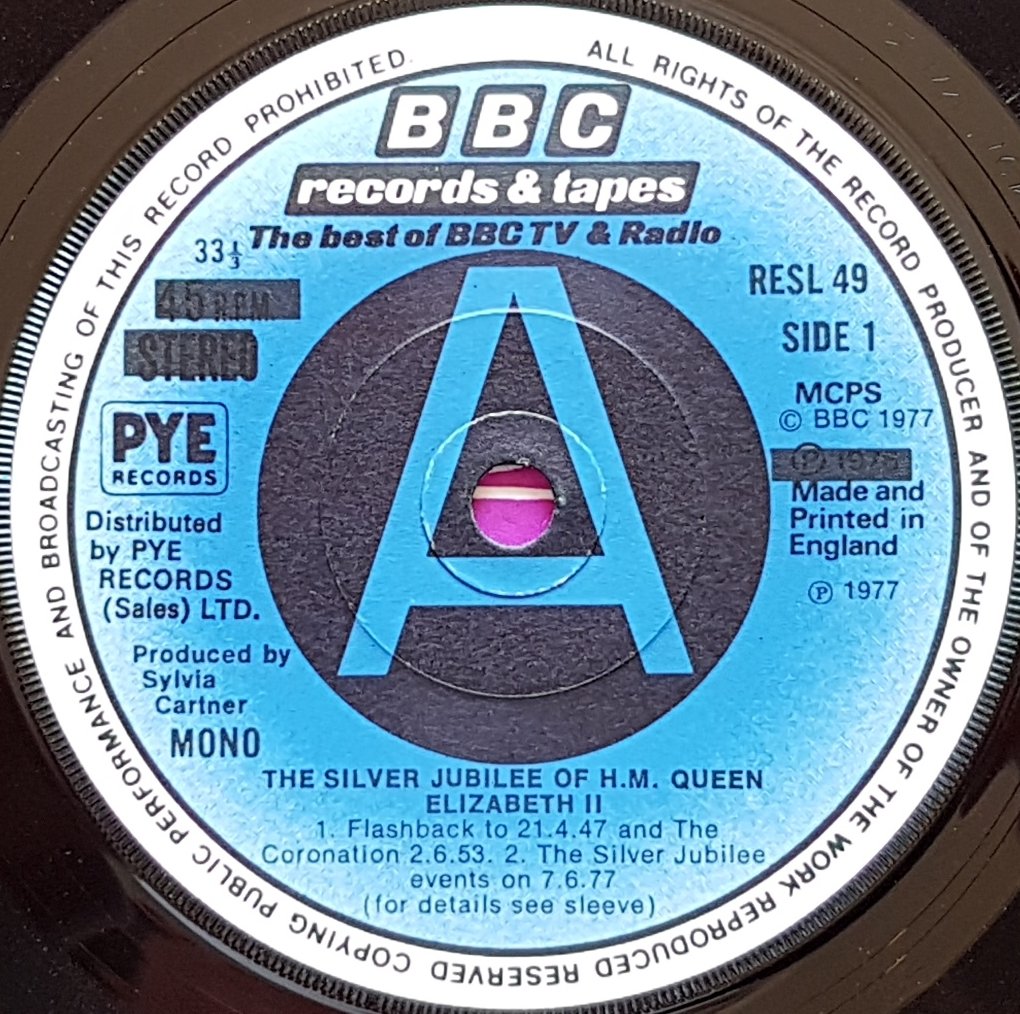 ALL RIGHTS OF THE RECORD PRODUCER AND OF THE OWNER OF THE WORK REPRODUCED RESERVED COPYING PUBLIC PERFORMANCE AND BROADCASTING OF THIS RECORD PROHIBITED.
BBC
records & tapes
The best of BBC TV & Radio
33⅓
45 R.P.M.
STEREO
PYE
RECORDS
Distributed
by PYE
RECORDS
(Sales) LTD.
Produced by
Sylvia
Cartner
MONO
A
RESL 49
SIDE 1
MCPS
© BBC 1977
Made and
Printed in
England
℗ 1977
THE SILVER JUBILEE OF H.M. QUEEN
ELIZABETH II
1. Flashback to 21.4.47 and The
Coronation 2.6.53. 2. The Silver Jubilee
events on 7.6.77
(for details see sleeve)